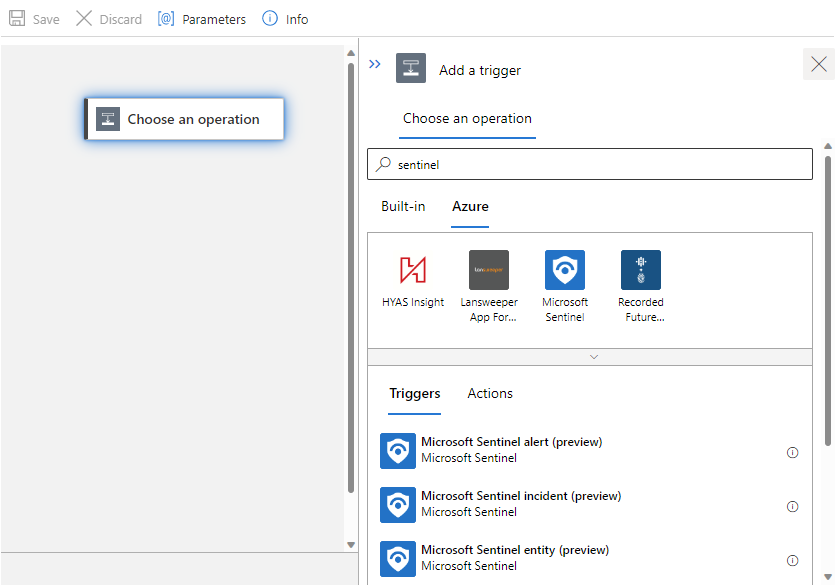 Save Discard [@] Parameters Info
Choose an operation
Add a trigger
Choose an operation
sentinel
Built-in Azure
HYAS Insight
Lansweeper
App For...
Microsoft
Sentinel
Recorded
Future...
Triggers Actions
Microsoft Sentinel alert (preview)
Microsoft Sentinel
Microsoft Sentinel incident (preview)
Microsoft Sentinel
Microsoft Sentinel entity (preview)
Microsoft Sentinel